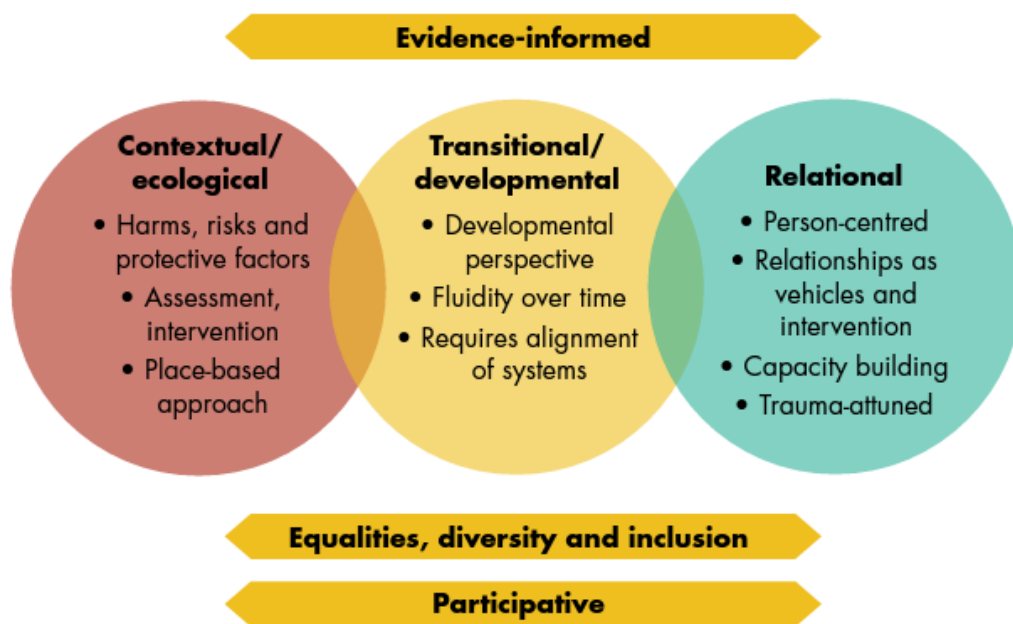 Evidence-informed
Contextual/
ecological
• Harms, risks and
protective factors
• Assessment,
intervention
• Place-based
approach
Transitional/
developmental
• Developmental
perspective
• Fluidity over time
• Requires alignment
of systems
Relational
• Person-centred
• Relationships as
vehicles and
intervention
• Capacity building
• Trauma-attuned
Equalities, diversity and inclusion
Participative